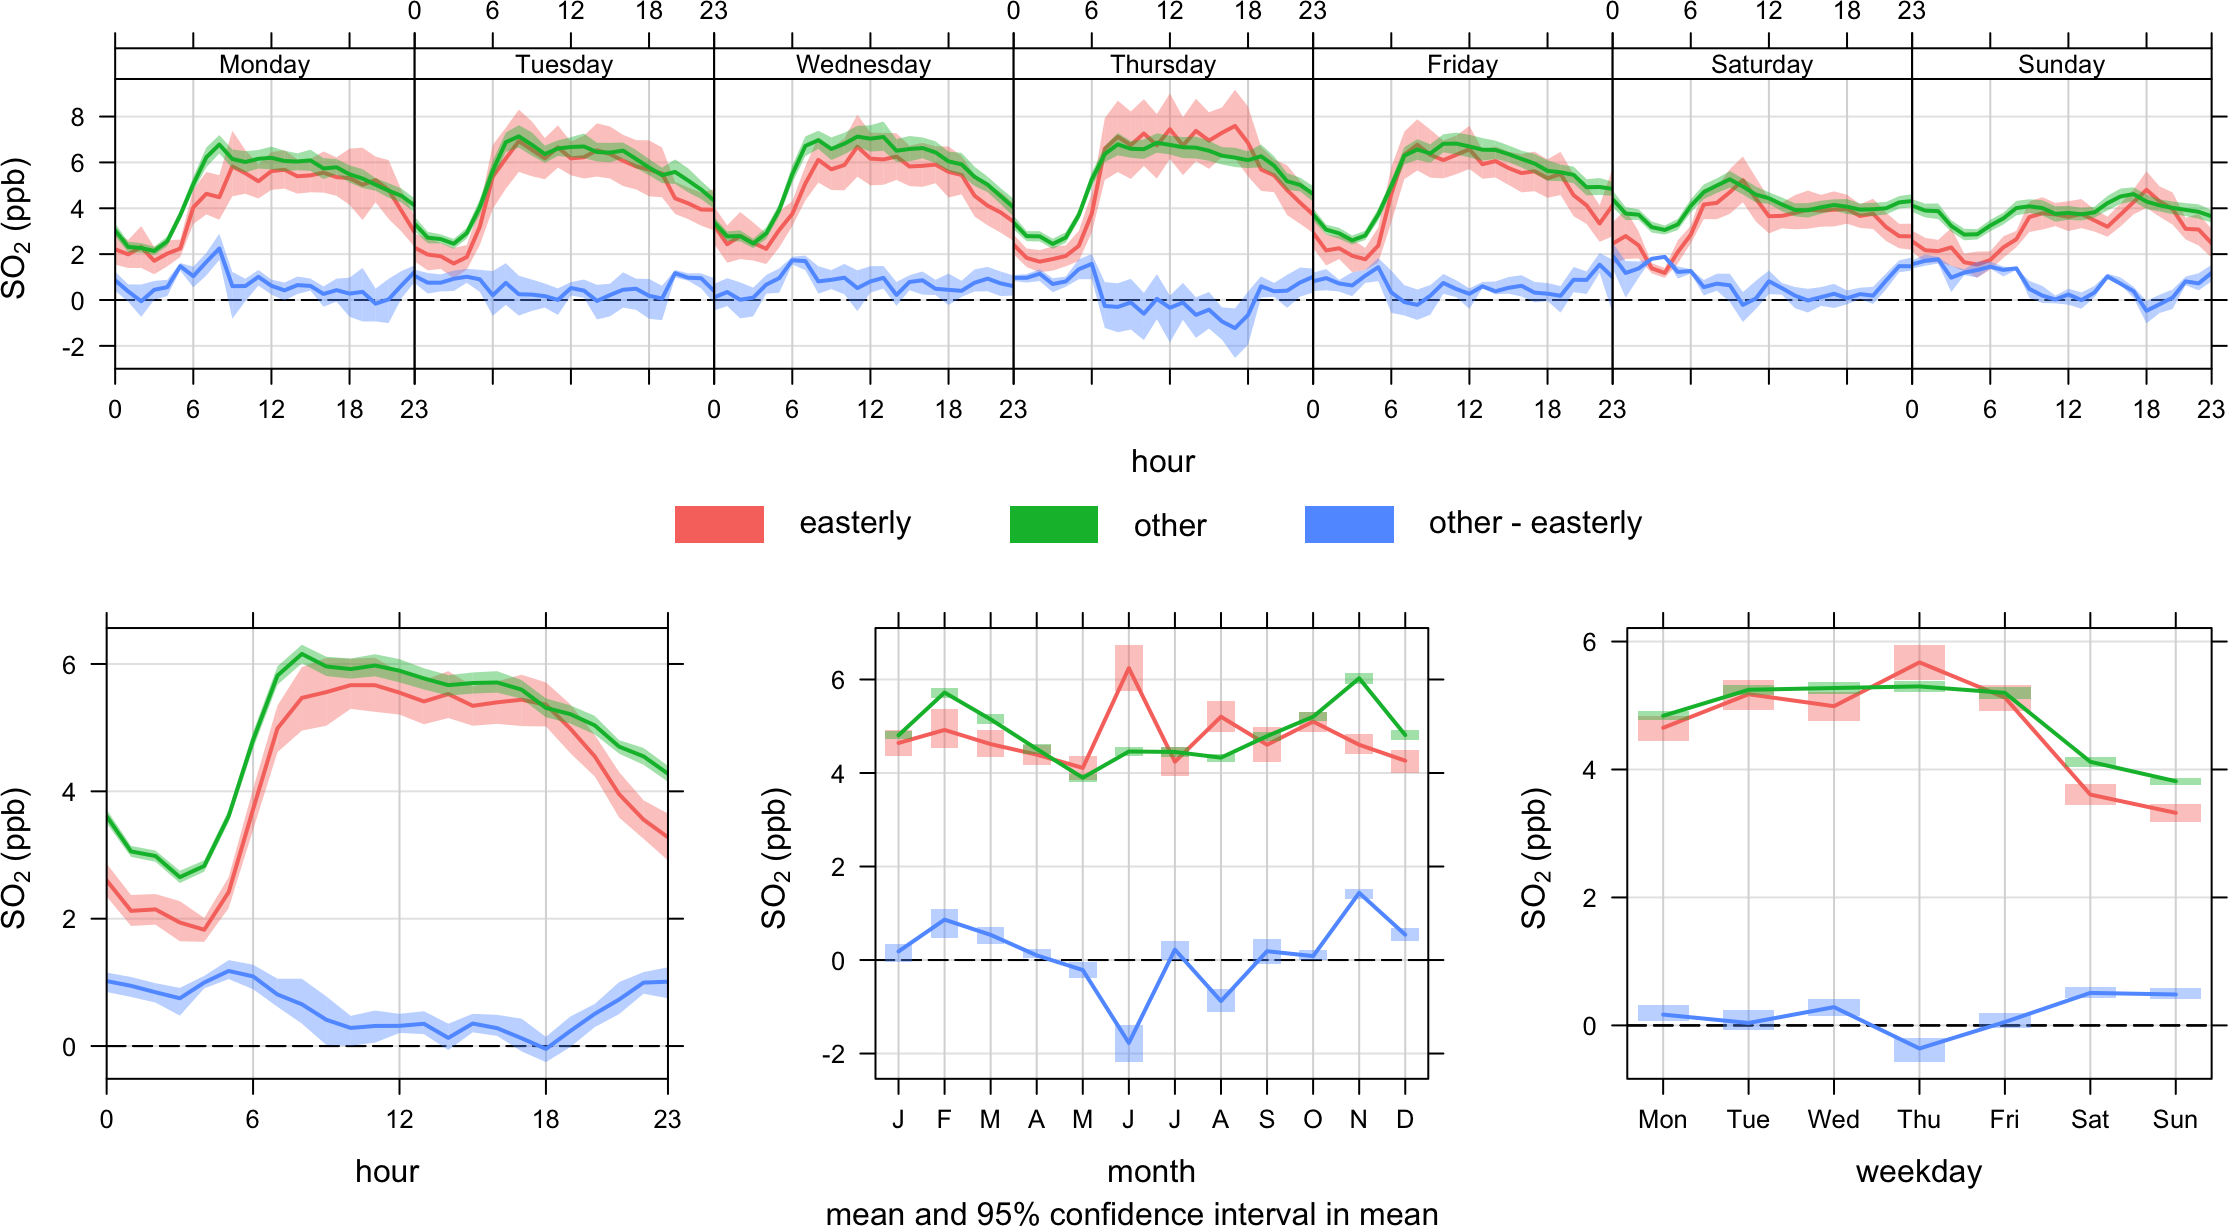 0 6 12 18 23 0 6 12 18 23 0 6 12 18 23
Monday Tuesday Wednesday Thursday Friday Saturday Sunday
SO2 (ppb)
8
6
4
2
0
-2
0 6 12 18 23 0 6 12 18 23 0 6 12 18 23 0 6 12 18 23
hour
easterly other other - easterly
SO2 (ppb)
6
4
2
0
0 6 12 18 23
hour
SO2 (ppb)
6
4
2
0
-2
J F M A M J J A S O N D
month
SO2 (ppb)
6
4
2
0
Mon Tue Wed Thu Fri Sat Sun
weekday
mean and 95% confidence interval in mean